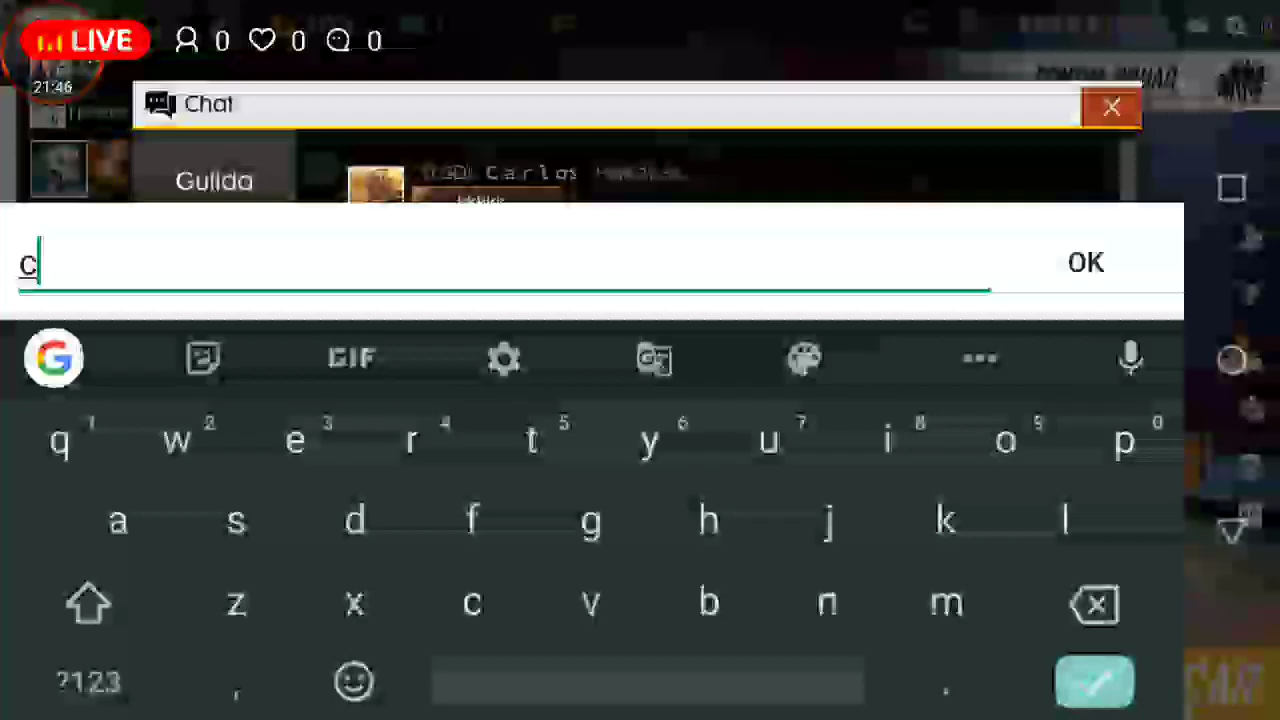 LIVE 0 0 0
21:46
Chat
Guilda
Carlos
C
OK
G GIF G
q 1 w 2 e 3 r 4 t 5 y 6 u 7 i 8 o 9 p 0
a s d f g h j k l
z x c v b n m
?123 , .